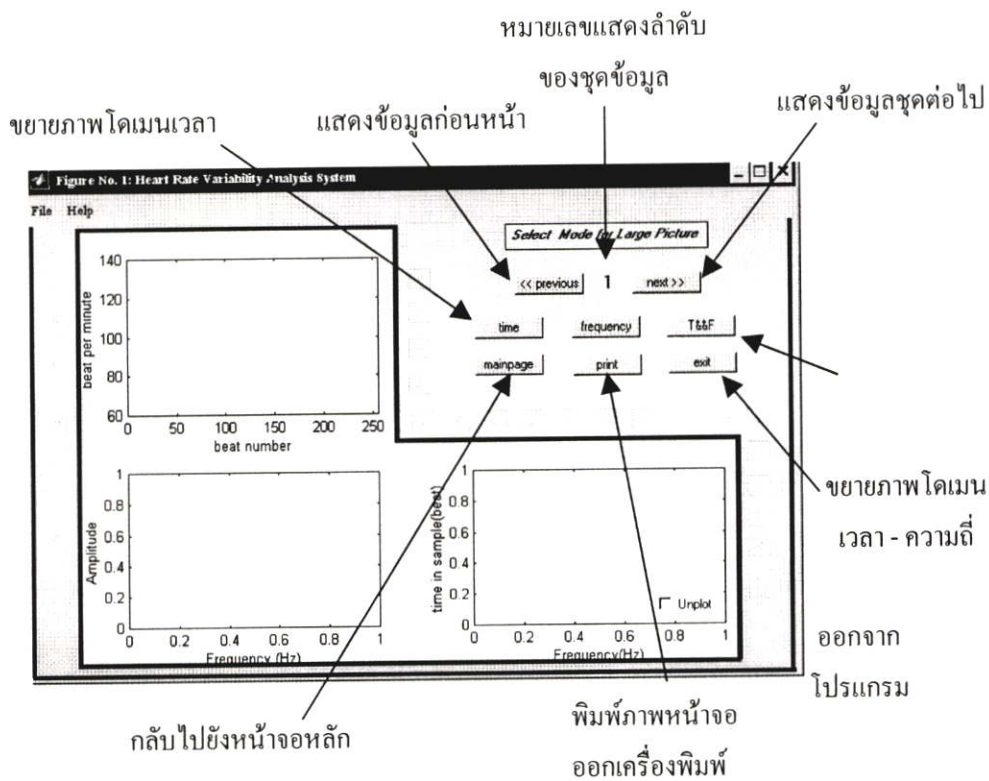 หมายเลขแสดงลำดับ
ของชุดข้อมูล
ขยายภาพโดเมนเวลา
แสดงข้อมูลก่อนหน้า
แสดงข้อมูลชุดต่อไป
Figure No. 1: Heart Rate Variability Analysis System
File Help
Select Mode for Large Picture
<< previous 1 next >>
time frequency T&&F
mainpage print exit
140
120
100
80
60
beat per minute
0 50 100 150 200 250
beat number
1
0.8
0.6
0.4
0.2
0
Amplitude
0 0.2 0.4 0.6 0.8 1
Frequency (Hz)
1
0.8
0.6
0.4
0.2
0
time in sample(beat)
Unplot
0 0.2 0.4 0.6 0.8 1
Frequency(Hz)
ขยายภาพโดเมน
เวลา - ความถี่
ออกจาก
โปรแกรม
กลับไปยังหน้าจอหลัก
พิมพ์ภาพหน้าจอ
ออกเครื่องพิมพ์